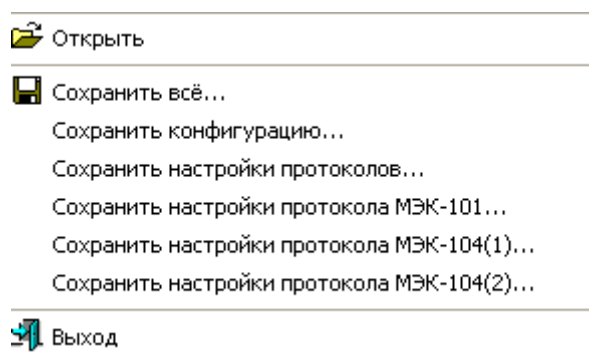 Открыть
Сохранить всё...
Сохранить конфигурацию...
Сохранить настройки протоколов...
Сохранить настройки протокола МЭК-101...
Сохранить настройки протокола МЭК-104(1)...
Сохранить настройки протокола МЭК-104(2)...
Выход